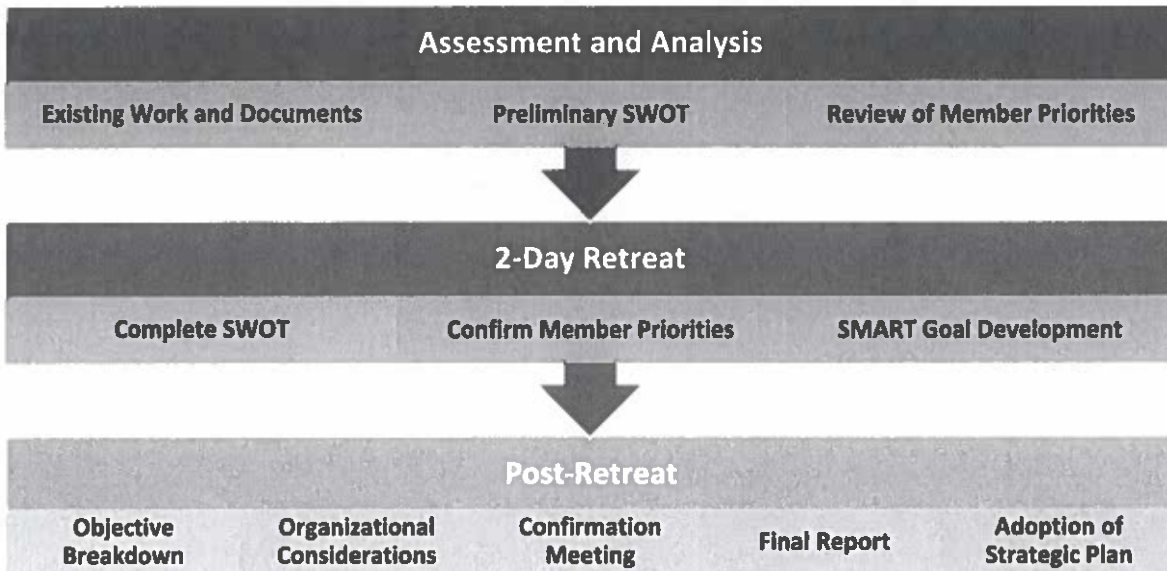 Assessment and Analysis
Existing Work and Documents
Preliminary SWOT
Review of Member Priorities
2-Day Retreat
Complete SWOT
Confirm Member Priorities
SMART Goal Development
Post-Retreat
Objective
Breakdown
Organizational
Considerations
Confirmation
Meeting
Final Report
Adoption of
Strategic Plan